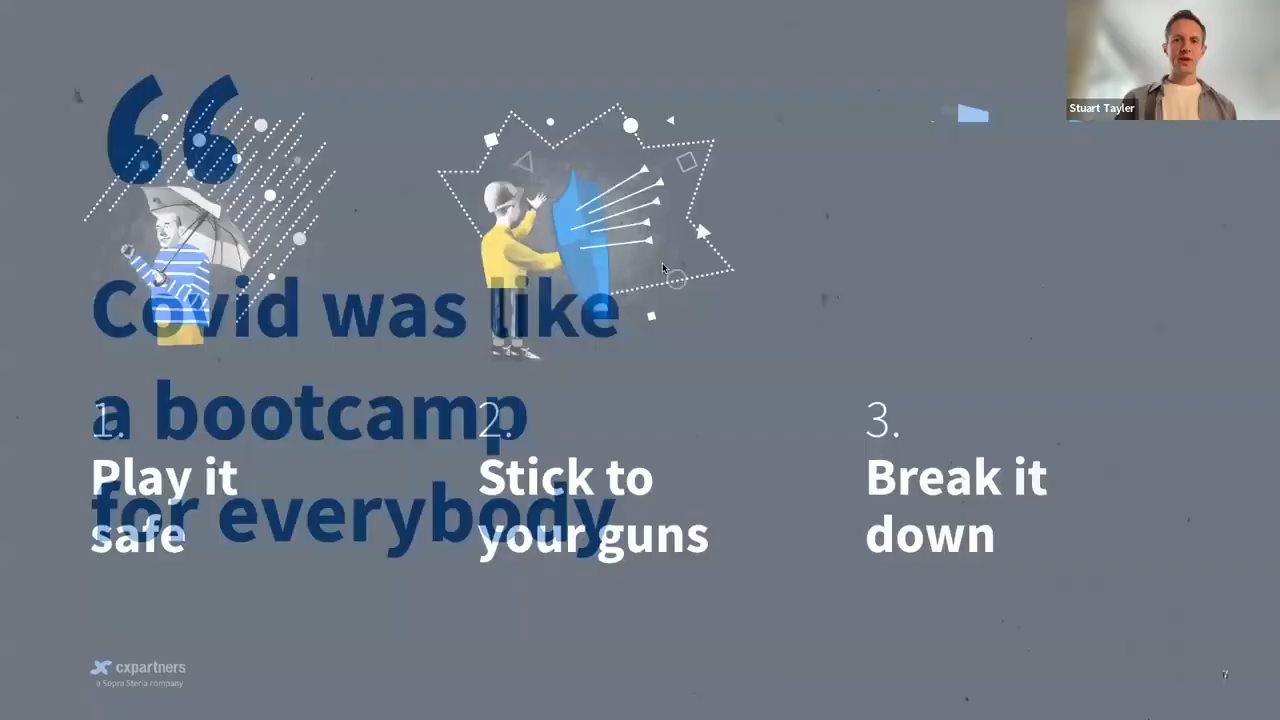 Stuart Tayler
“
Covid was like
a bootcamp
for everybody
1.
Play it
safe
2.
Stick to
your guns
3.
Break it
down
cxpartners
a Sopra Steria company
7